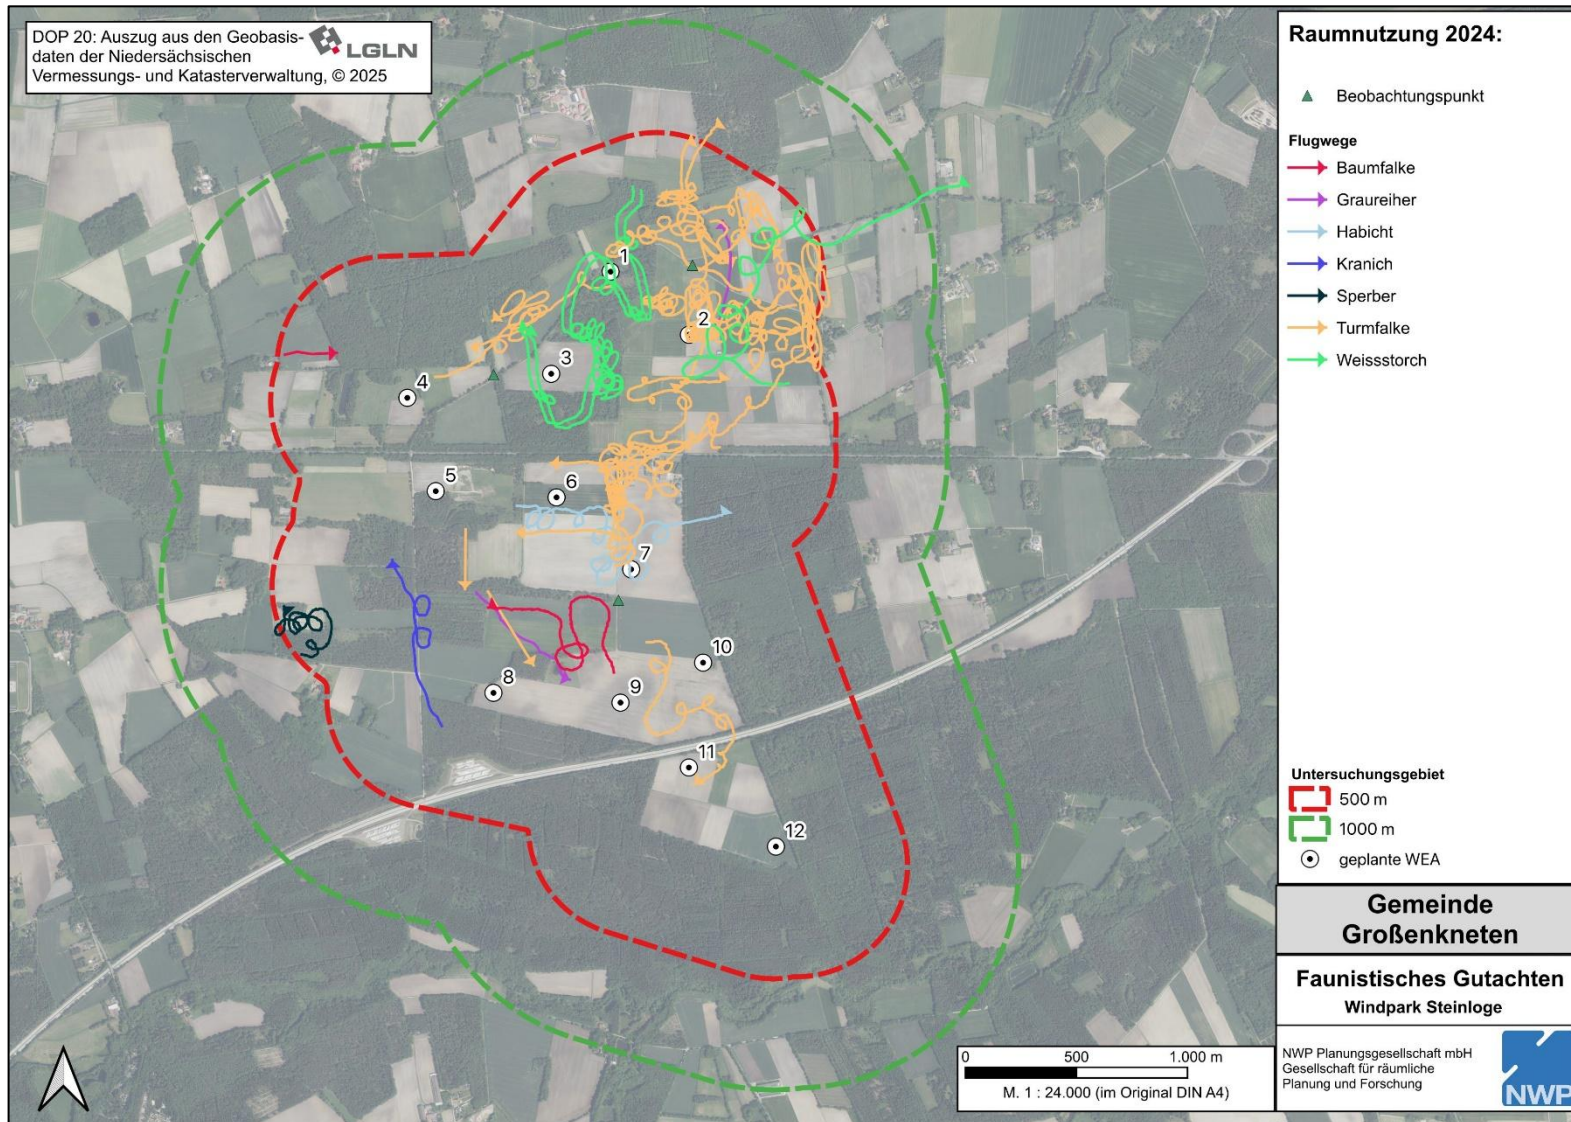 DOP 20: Auszug aus den Geobasis-
daten der Niedersächsischen
Vermessungs- und Katasterverwaltung, © 2025
LGLN
1
2
3
4
5
6
7
8
9
10
11
12
Raumnutzung 2024:
Beobachtungspunkt
Flugwege
Baumfalke
Graureiher
Habicht
Kranich
Sperber
Turmfalke
Weissstorch
Untersuchungsgebiet
500 m
1000 m
geplante WEA
Gemeinde
Großenkneten
Faunistisches Gutachten
Windpark Steinloge
NWP Planungsgesellschaft mbH
Gesellschaft für räumliche
Planung und Forschung
NWP
0 500 1.000 m
M. 1 : 24.000 (im Original DIN A4)